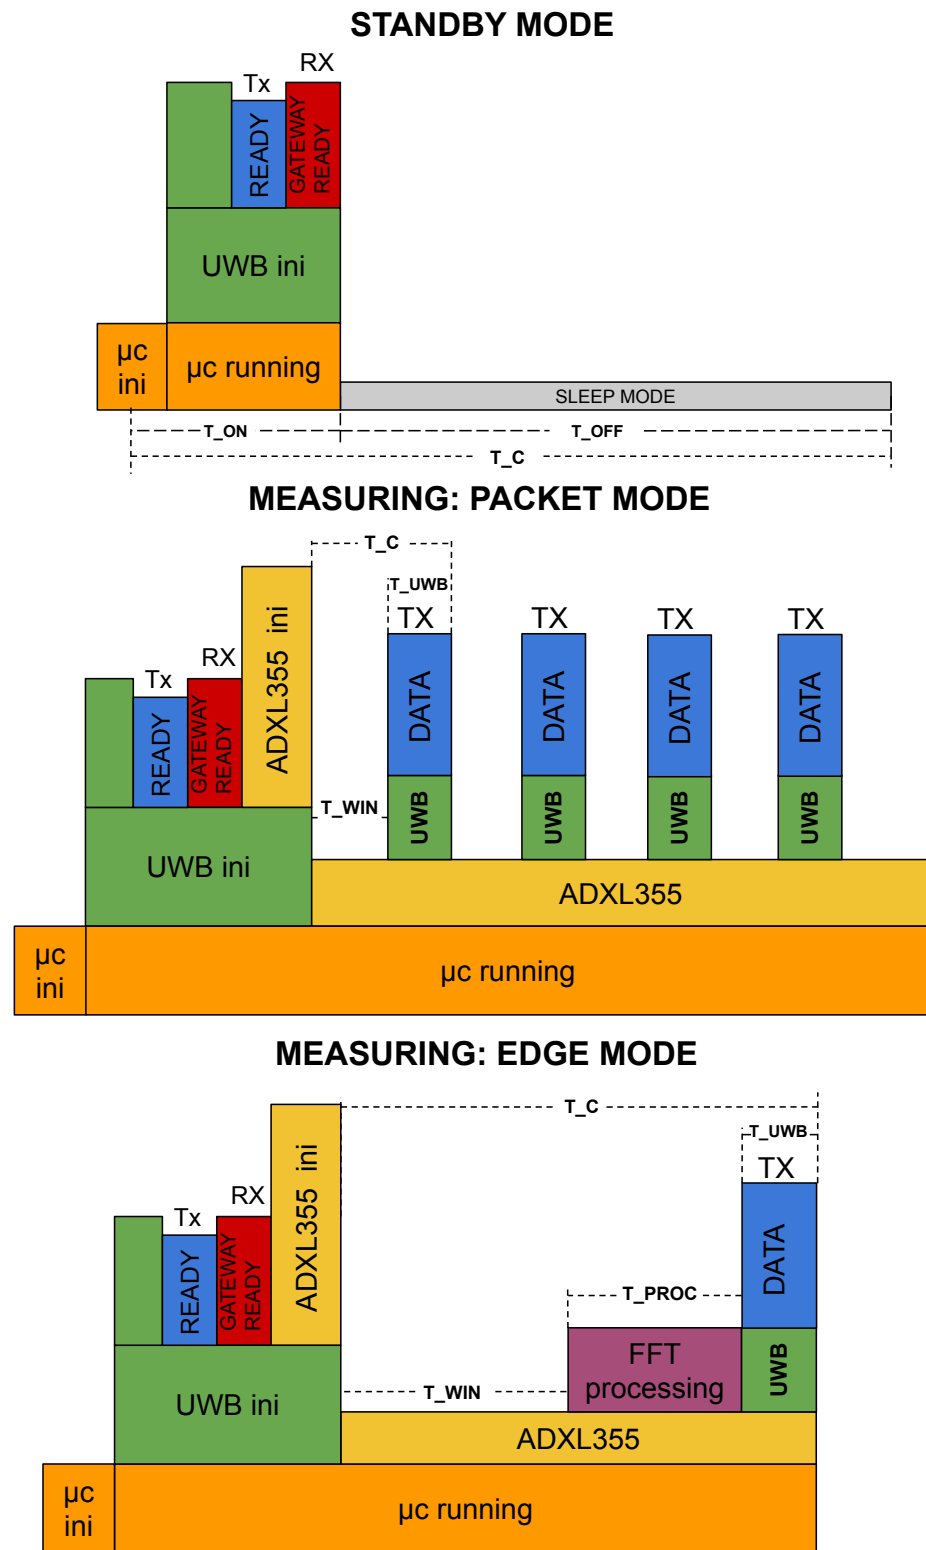 STANDBY MODE
RX
Tx
READY
GATEWAY
READY
UWB ini
µc
ini
µc running
SLEEP MODE
T_ON
T_OFF
T_C
MEASURING: PACKET MODE
T_C
T_UWB
TX
TX
TX
TX
ADXL355 ini
RX
Tx
READY
GATEWAY
READY
DATA
DATA
DATA
DATA
T_WIN
UWB
UWB
UWB
UWB
UWB ini
ADXL355
µc
ini
µc running
MEASURING: EDGE MODE
T_C
T_UWB
TX
ADXL355 ini
RX
Tx
READY
GATEWAY
READY
DATA
T_PROC
FFT
processing
UWB
T_WIN
UWB ini
ADXL355
µc
ini
µc running